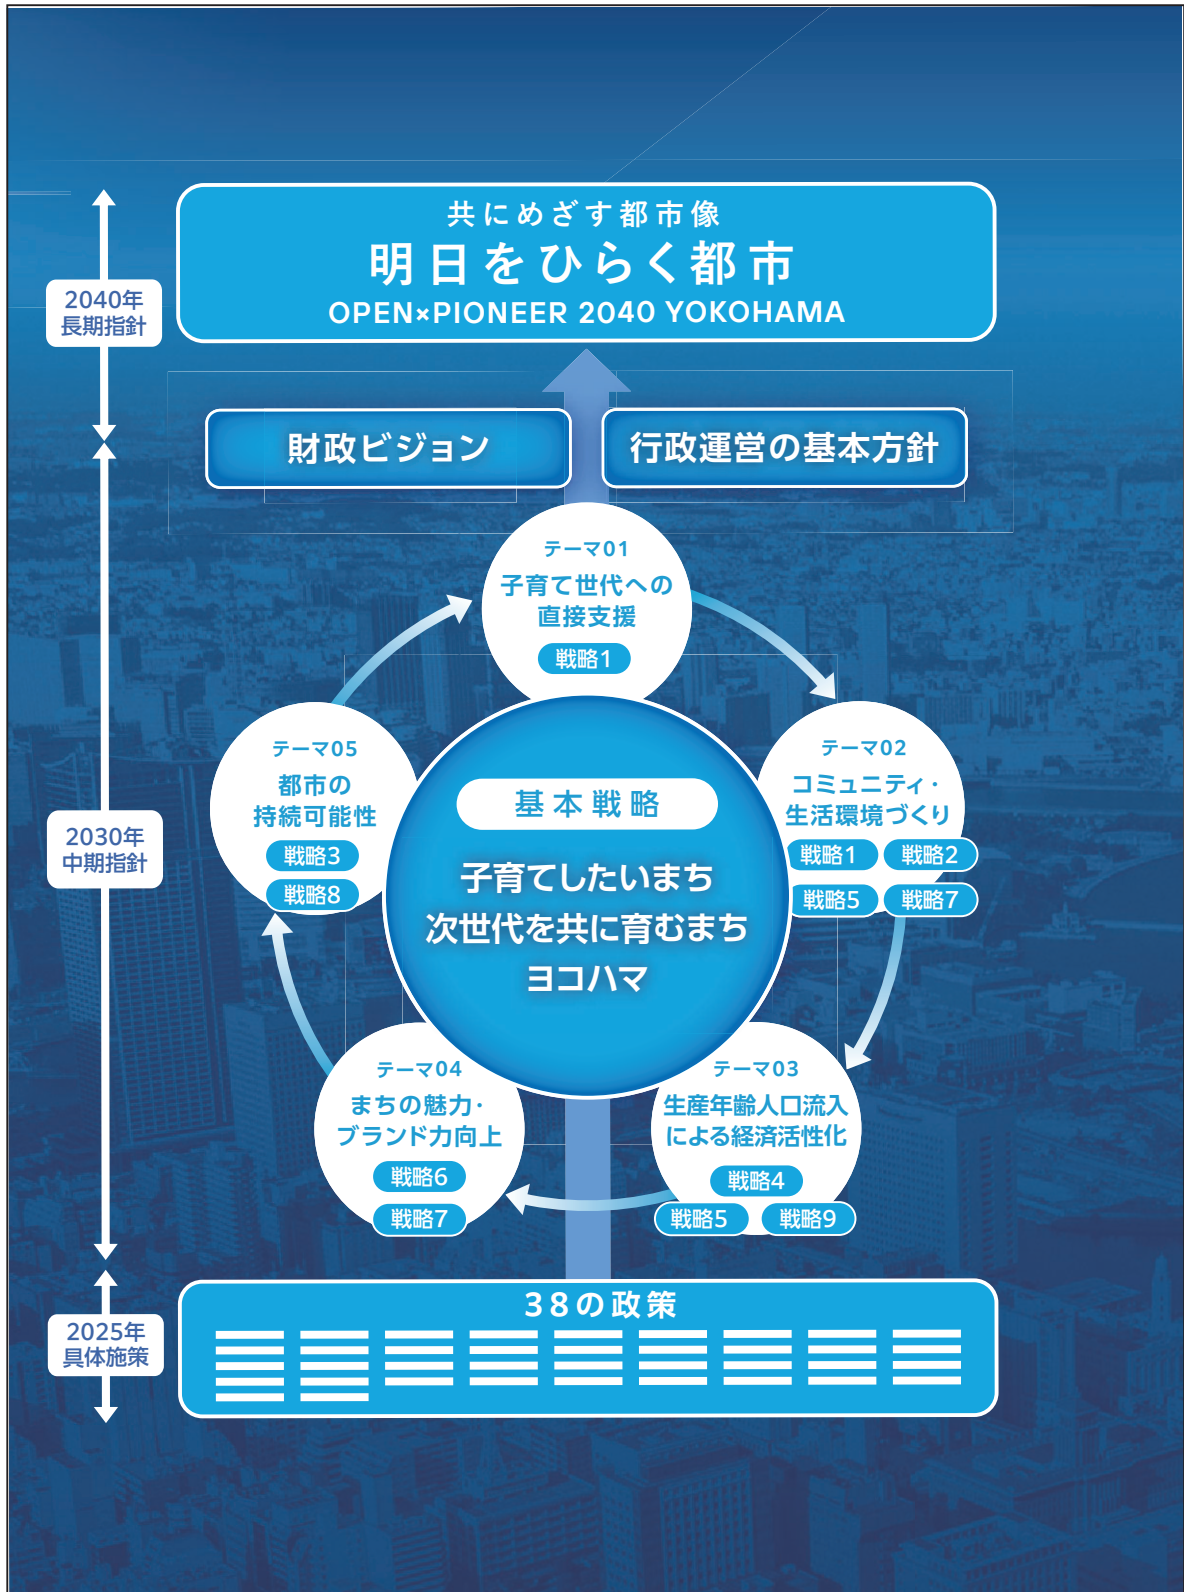 共にめざす都市像
明日をひらく都市
OPEN×PIONEER 2040 YOKOHAMA
2040年
長期指針
財政ビジョン
行政運営の基本方針
テーマ01
子育て世代への
直接支援
戦略1
テーマ05
都市の
持続可能性
戦略3
戦略8
テーマ02
コミュニティ・
生活環境づくり
戦略1 戦略2
戦略5 戦略7
基本戦略
子育てしたいまち
次世代を共に育むまち
ヨコハマ
2030年
中期指針
テーマ04
まちの魅力・
ブランド力向上
戦略6
戦略7
テーマ03
生産年齢人口流入
による経済活性化
戦略4
戦略5 戦略9
38の政策
2025年
具体施策